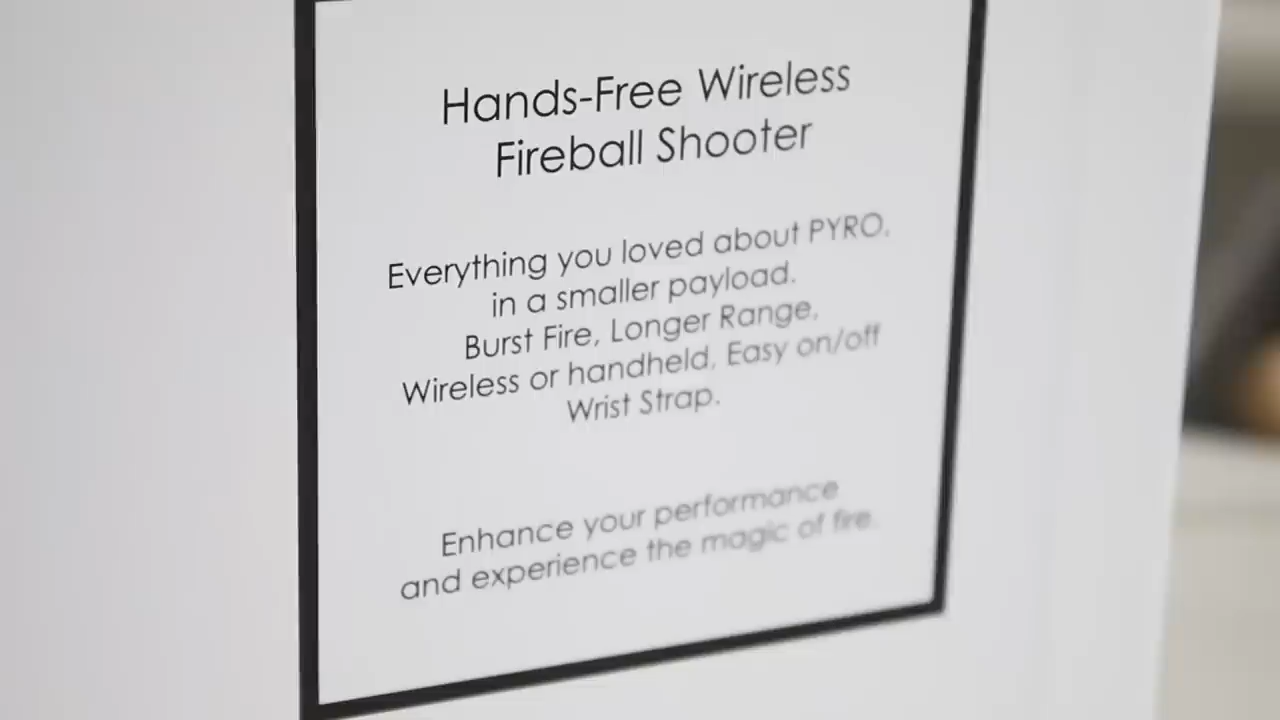 Hands-Free Wireless
Fireball Shooter
Everything you loved about PYRO,
in a smaller payload.
Burst Fire, Longer Range,
Wireless or handheld, Easy on/off
Wrist Strap.
Enhance your performance
and experience the magic of fire.